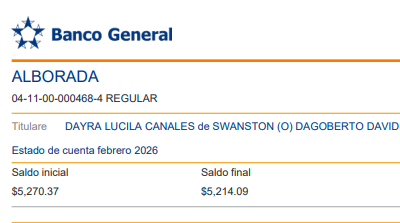 Banco General
ALBORADA
04-11-00-000468-4 REGULAR
Titulare DAYRA LUCILA CANALES de SWANSTON (O) DAGOBERTO DAVID
Estado de cuenta febrero 2026
Saldo inicial Saldo final
$5,270.37 $5,214.09